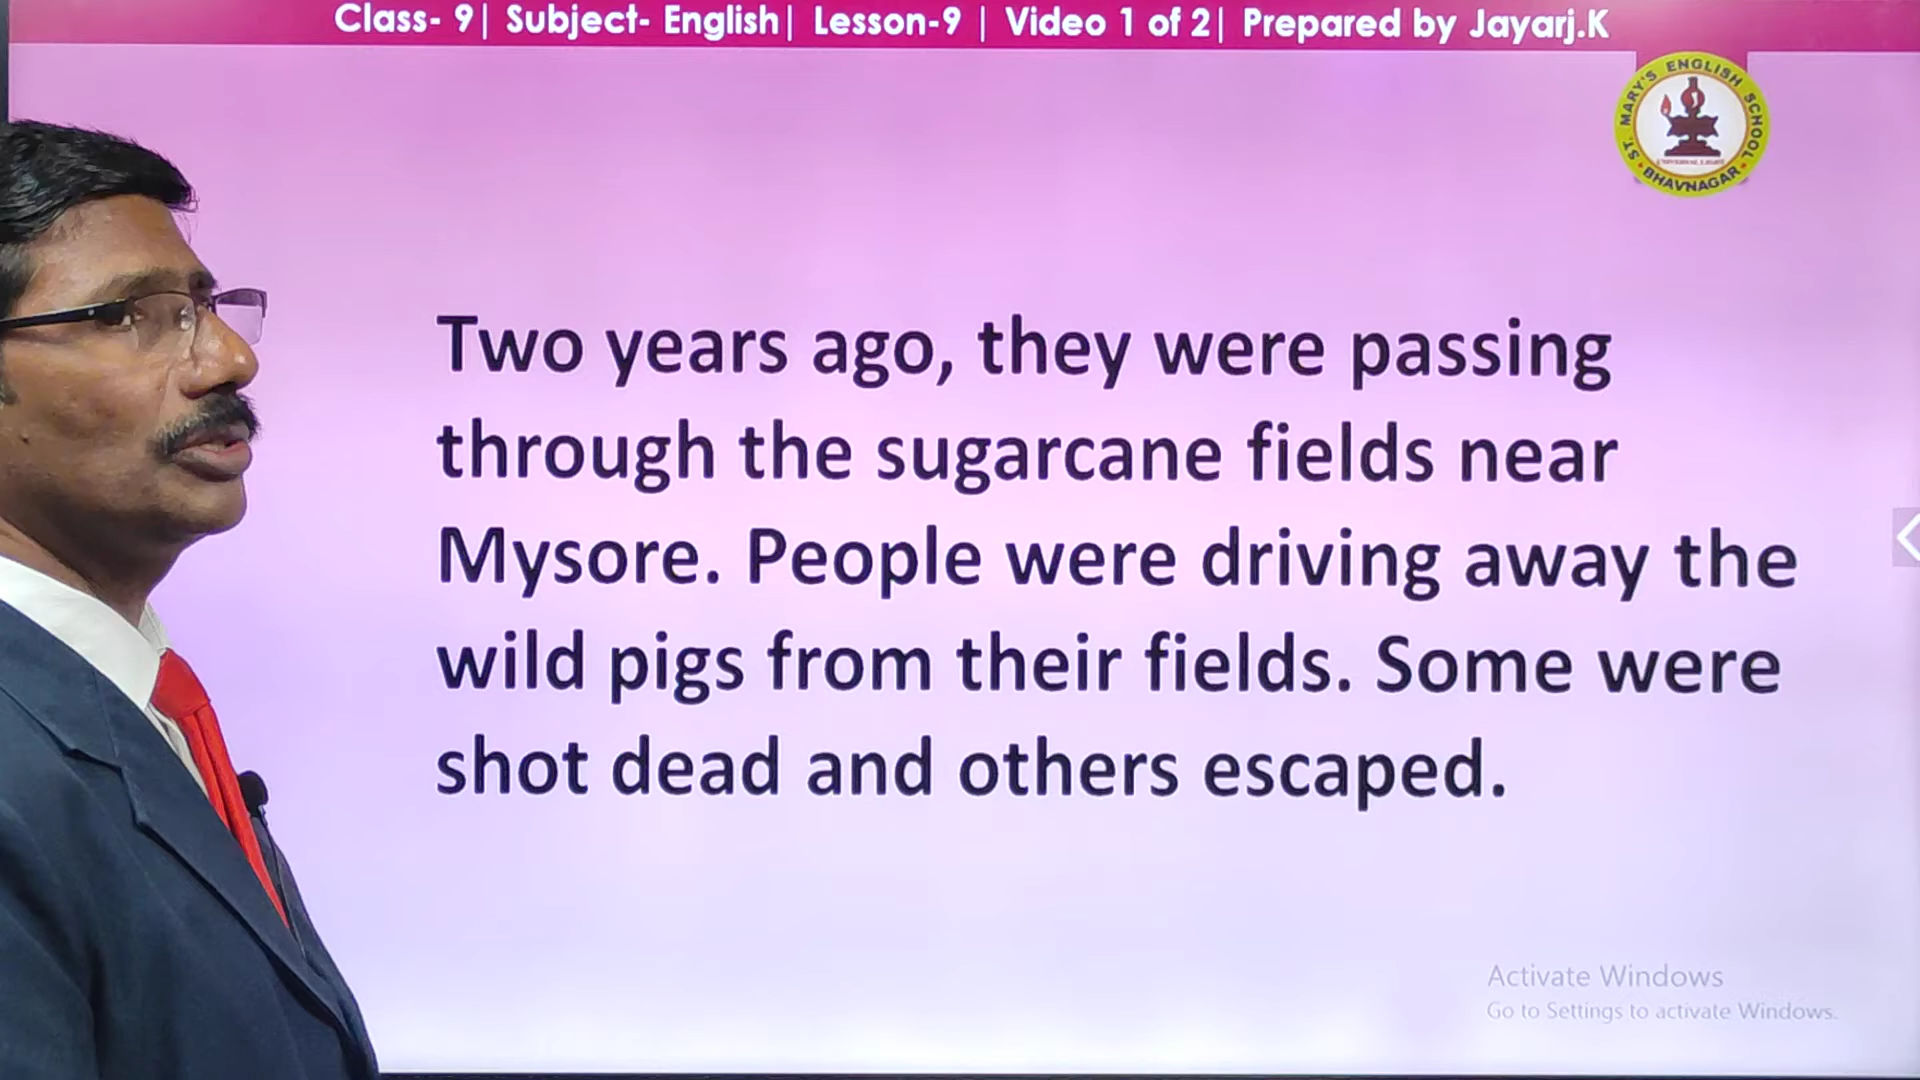 Class- 9| Subject- English| Lesson-9 | Video 1 of 2| Prepared by Jayarj.K
ST. MARY'S ENGLISH SCHOOL
BHAVNAGAR
Two years ago, they were passing
through the sugarcane fields near
Mysore. People were driving away the
wild pigs from their fields. Some were
shot dead and others escaped.
Activate Windows
Go to Settings to activate Windows.